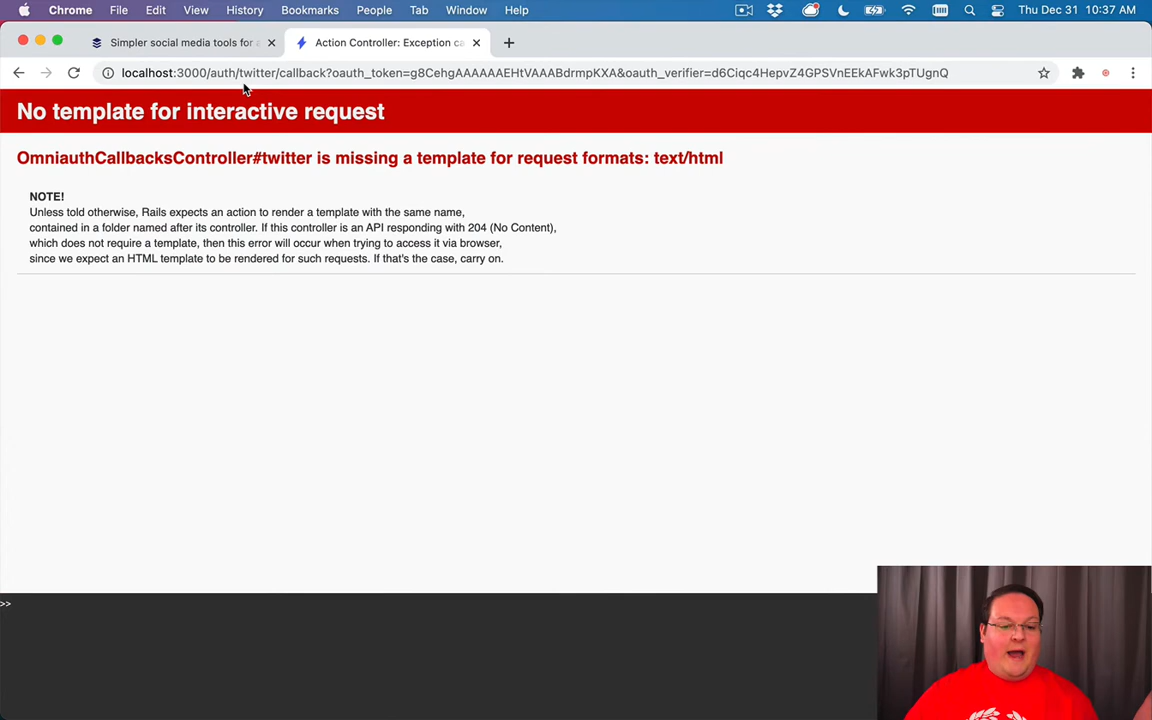 Chrome File Edit View History Bookmarks People Tab Window Help Thu Dec 31 10:37 AM
Simpler social media tools for a Action Controller: Exception ca
localhost:3000/auth/twitter/callback?oauth_token=g8CehgAAAAAAEHtVAAABdrmpKXA&oauth_verifier=d6Ciqc4HepvZ4GPSVnEEkAFwk3pTUgnQ
No template for interactive request
OmniauthCallbacksController#twitter is missing a template for request formats: text/html
NOTE!
Unless told otherwise, Rails expects an action to render a template with the same name,
contained in a folder named after its controller. If this controller is an API responding with 204 (No Content),
which does not require a template, then this error will occur when trying to access it via browser,
since we expect an HTML template to be rendered for such requests. If that's the case, carry on.
>>